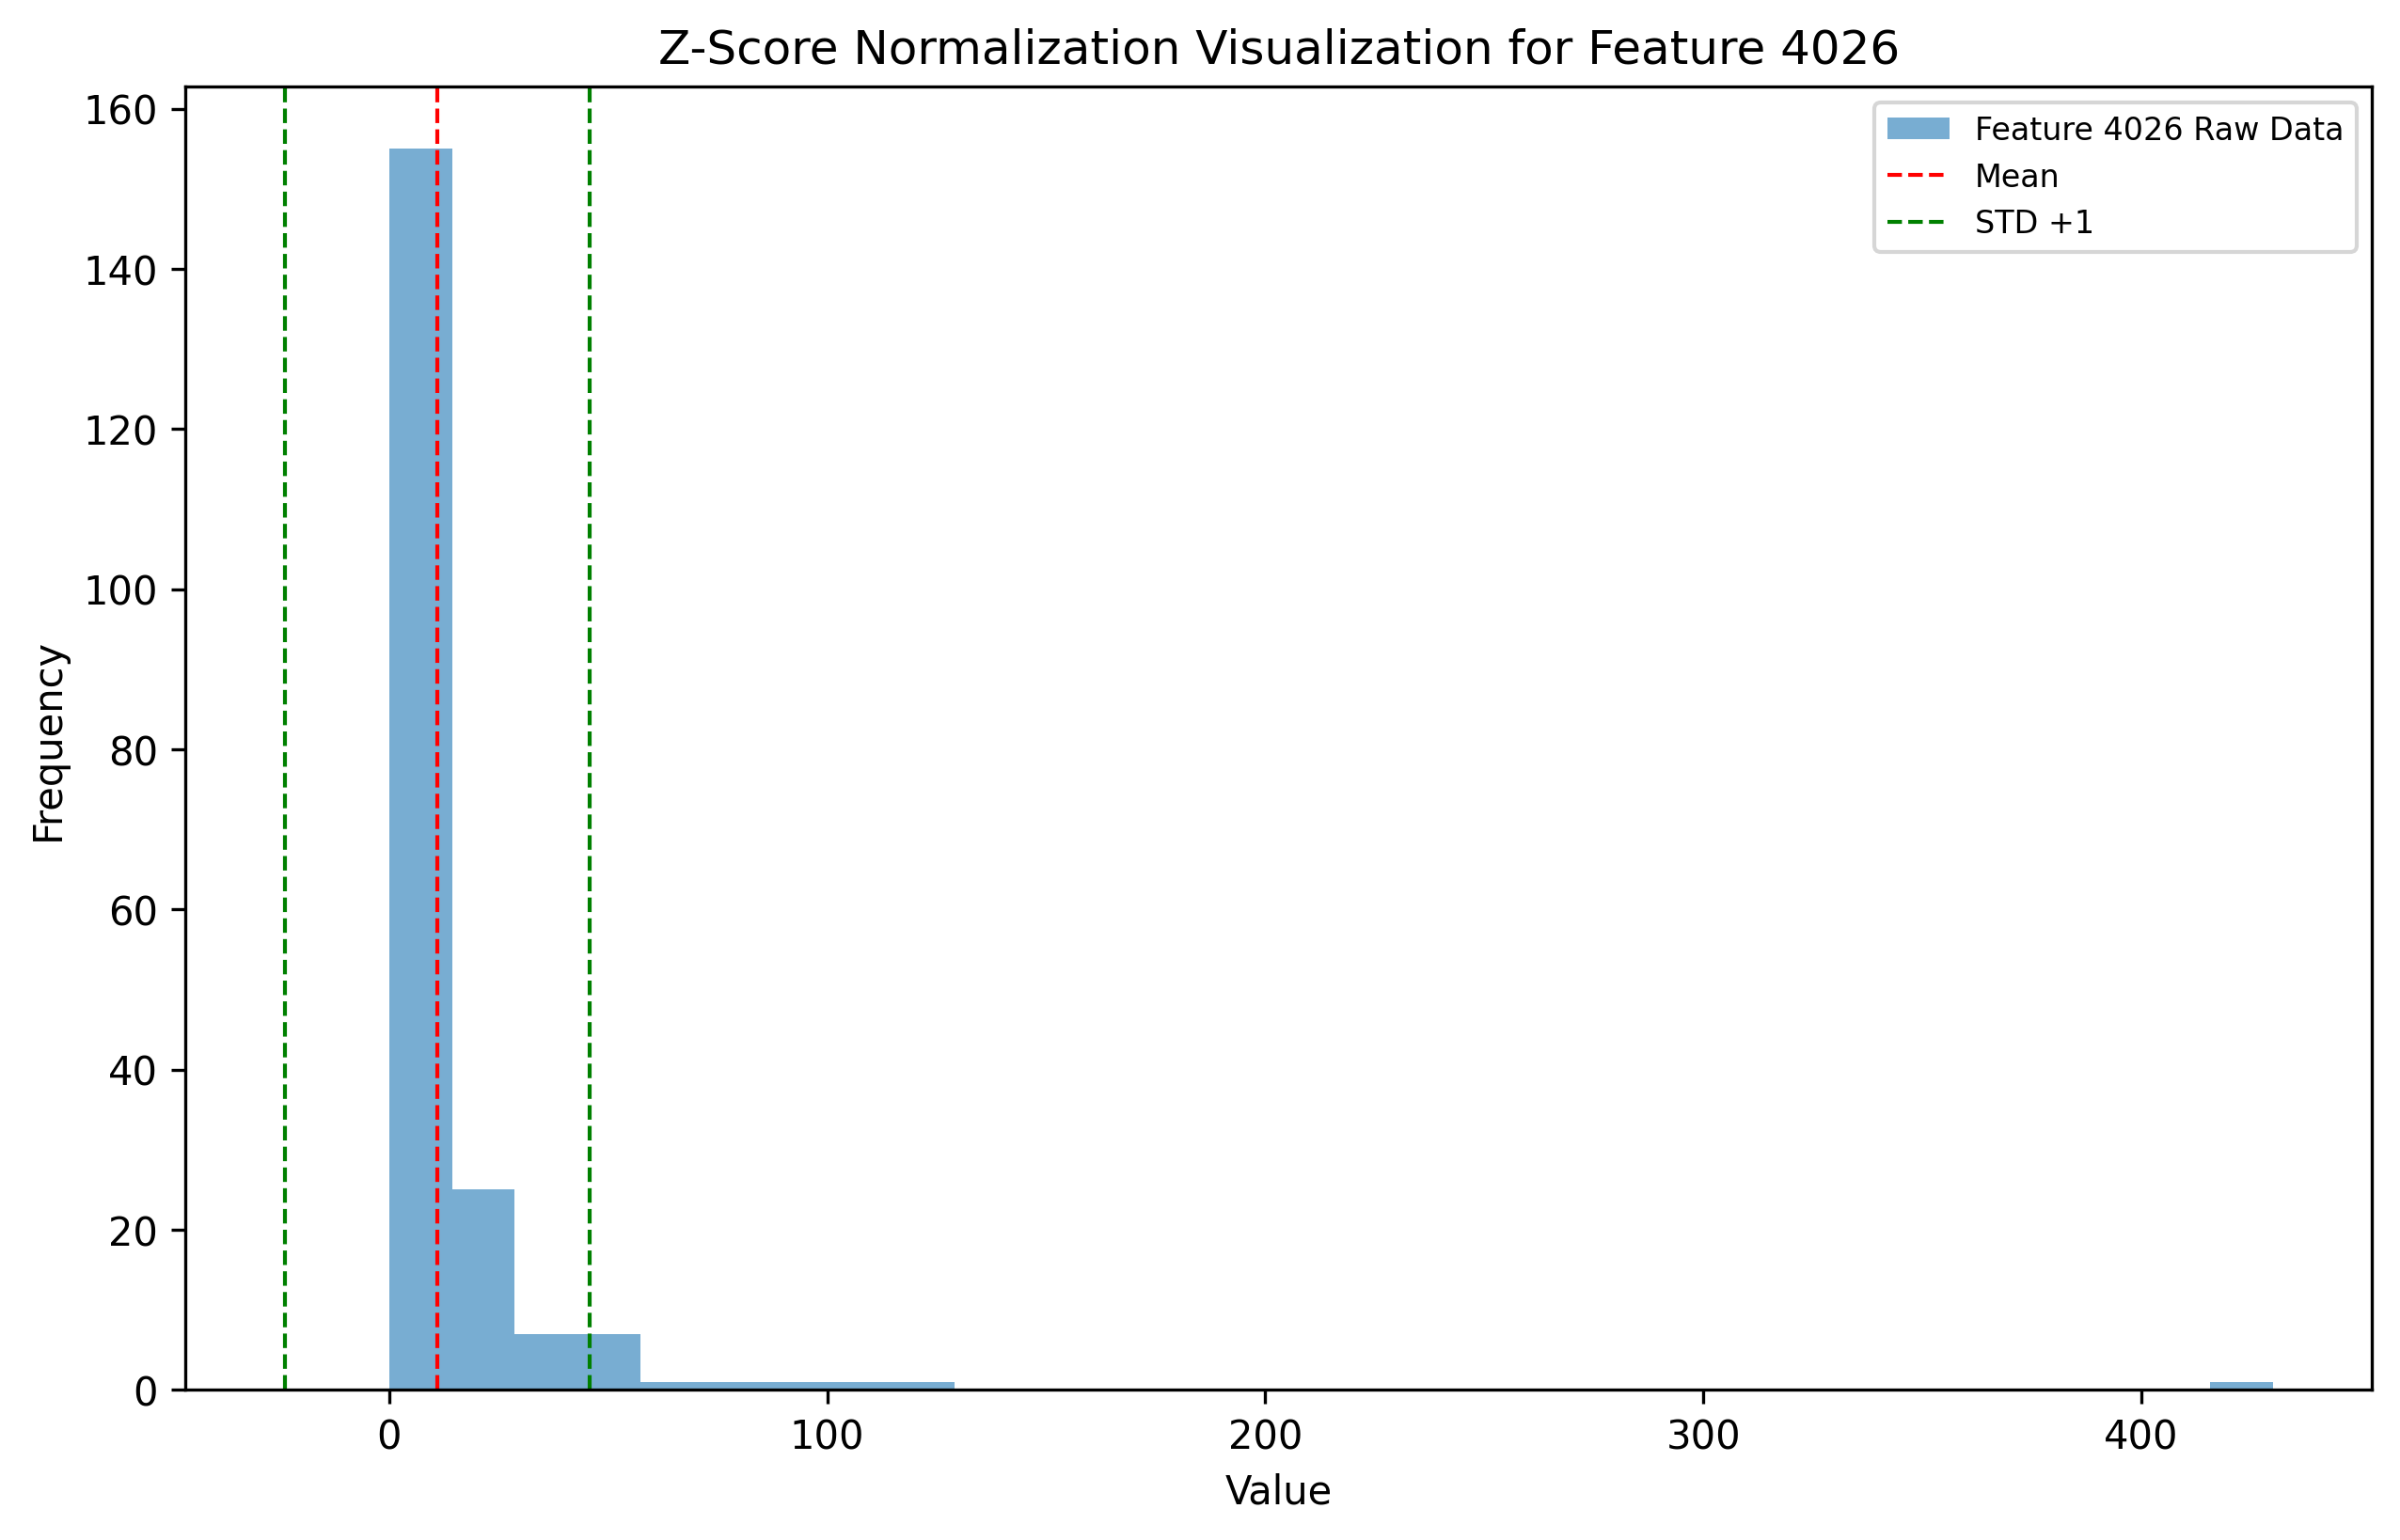 Z-Score Normalization Visualization for Feature 4026
Feature 4026 Raw Data
Mean
STD +1
160
140
120
100
80
60
40
20
0
Frequency
0 100 200 300 400
Value